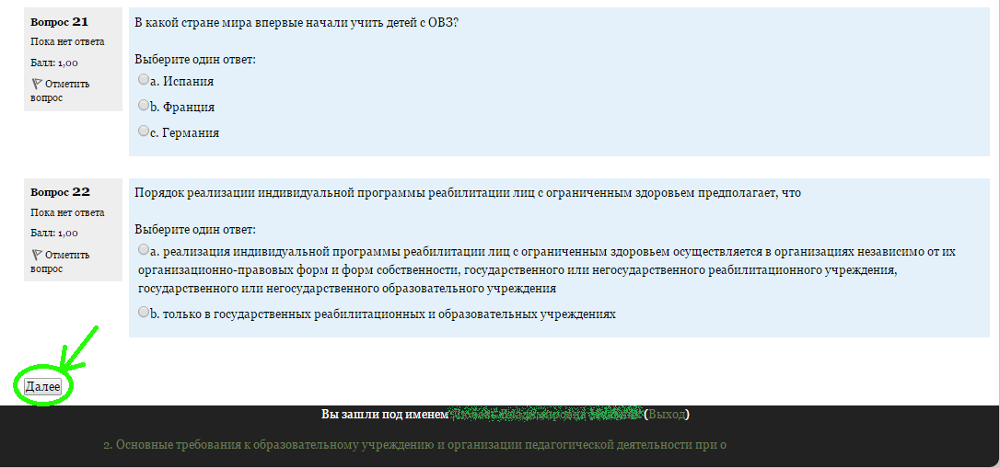 Вопрос 21
Пока нет ответа
Балл: 1,00
Отметить
вопрос
В какой стране мира впервые начали учить детей с ОВЗ?
Выберите один ответ:
a. Испания
b. Франция
c. Германия
Вопрос 22
Пока нет ответа
Балл: 1,00
Отметить
вопрос
Порядок реализации индивидуальной программы реабилитации лиц с ограниченным здоровьем предполагает, что
Выберите один ответ:
a. реализация индивидуальной программы реабилитации лиц с ограниченным здоровьем осуществляется в организациях независимо от их
организационно-правовых форм и форм собственности, государственного или негосударственного реабилитационного учреждения,
государственного или негосударственного образовательного учреждения
b. только в государственных реабилитационных и образовательных учреждениях
Далее
Вы зашли под именем (Выход)
2. Основные требования к образовательному учреждению и организации педагогической деятельности при о